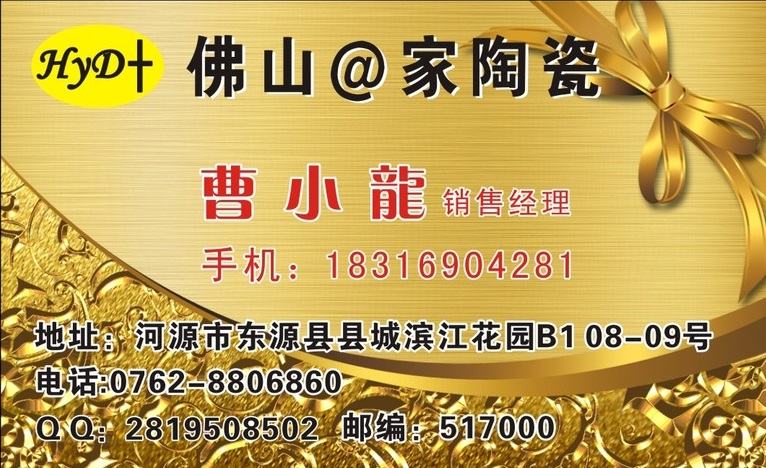 HyD十
佛山@家陶瓷
曹小龍 销售经理
手机：18316904281
地址：河源市东源县县城滨江花园B1 08-09号
电话:0762-8806860
QQ：2819508502 邮编：517000